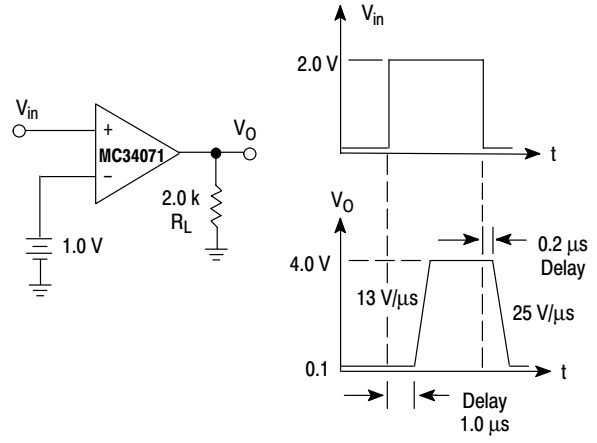 V_in
2.0 V
t
V_in
+
MC34071
−
V_O
2.0 k
R_L
1.0 V
V_O
4.0 V
13 V/μs
25 V/μs
0.2 μs
Delay
0.1
t
Delay
1.0 μs